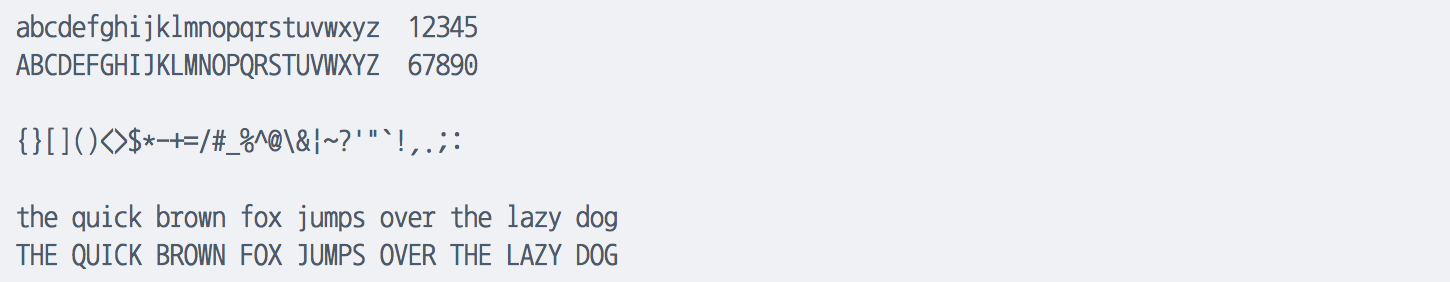 abcdefghijklmnopqrstuvwxyz  12345
ABCDEFGHIJKLMNOPQRSTUVWXYZ  67890
{}[]()<>$*-+=/#_%^@\&|~?'"`!,.;:
the quick brown fox jumps over the lazy dog
THE QUICK BROWN FOX JUMPS OVER THE LAZY DOG